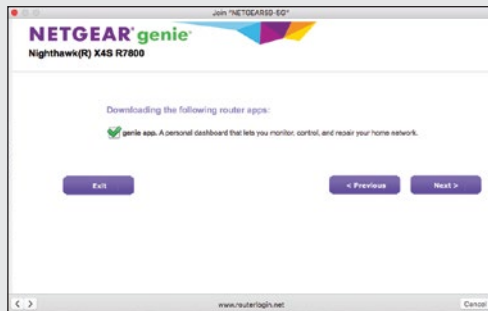 Join "NETGEAR50-5G"
NETGEAR® genie®
Nighthawk(R) X4S R7800
Downloading the following router apps:
genie app. A personal dashboard that lets you monitor, control, and repair your home network.
Exit
< Previous
Next >
www.routerlogin.net
Cancel